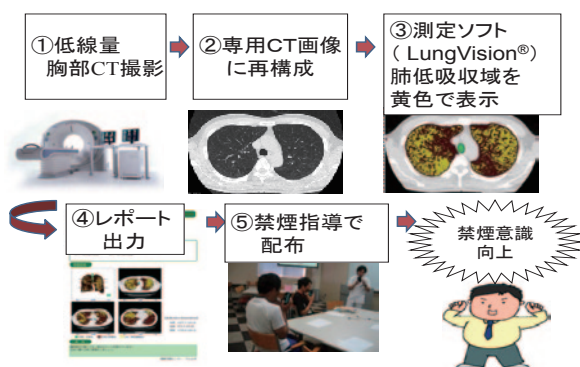 ①低線量
胸部CT撮影
②専用CT画像
に再構成
③測定ソフト
( LungVision®)
肺低吸収域を
黄色で表示
④レポート
出力
⑤禁煙指導で
配布
禁煙意識
向上